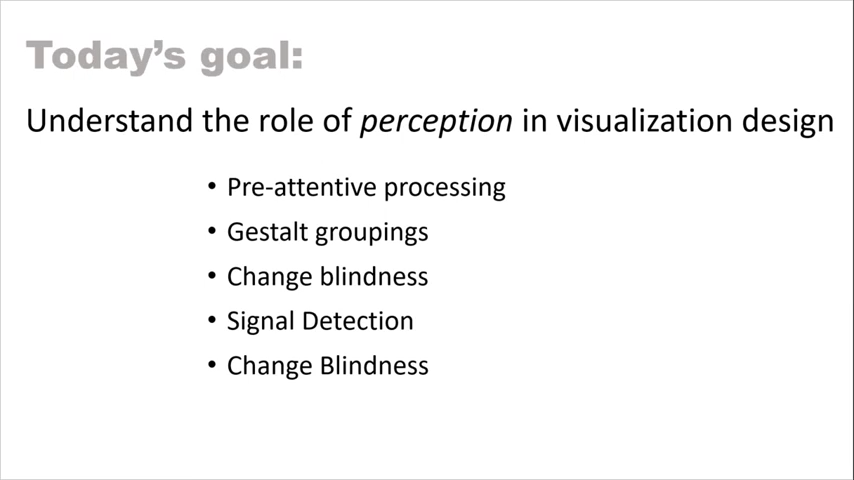 Today’s goal:
Understand the role of perception in visualization design
• Pre-attentive processing
• Gestalt groupings
• Change blindness
• Signal Detection
• Change Blindness